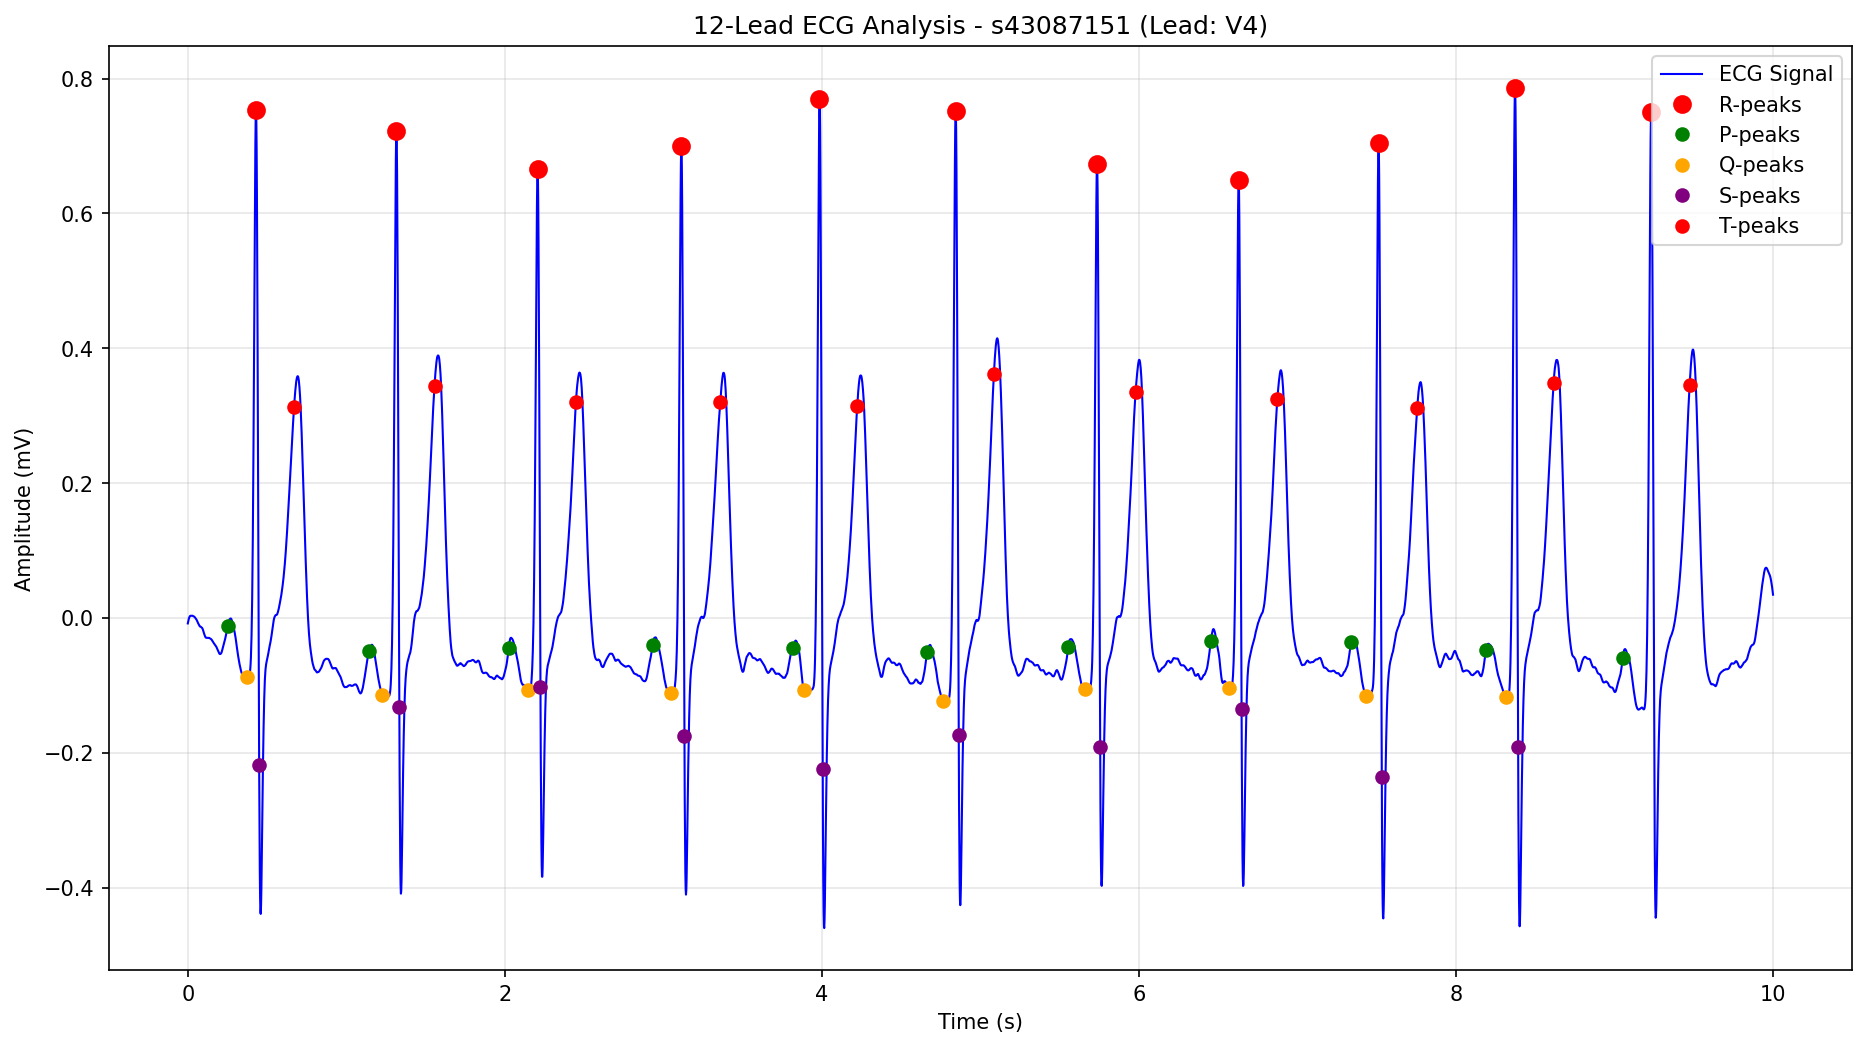 12-Lead ECG Analysis - s43087151 (Lead: V4)
ECG Signal
R-peaks
P-peaks
Q-peaks
S-peaks
T-peaks
0.8
0.6
0.4
0.2
0.0
−0.2
−0.4
Amplitude (mV)
0 2 4 6 8 10
Time (s)